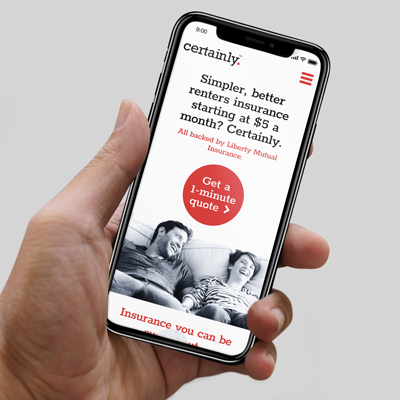 9:00
certainly.
Simpler, better
renters insurance
starting at $5 a
month? Certainly.
All backed by Liberty Mutual
Insurance.
Get a
1-minute
quote >
Insurance you can be